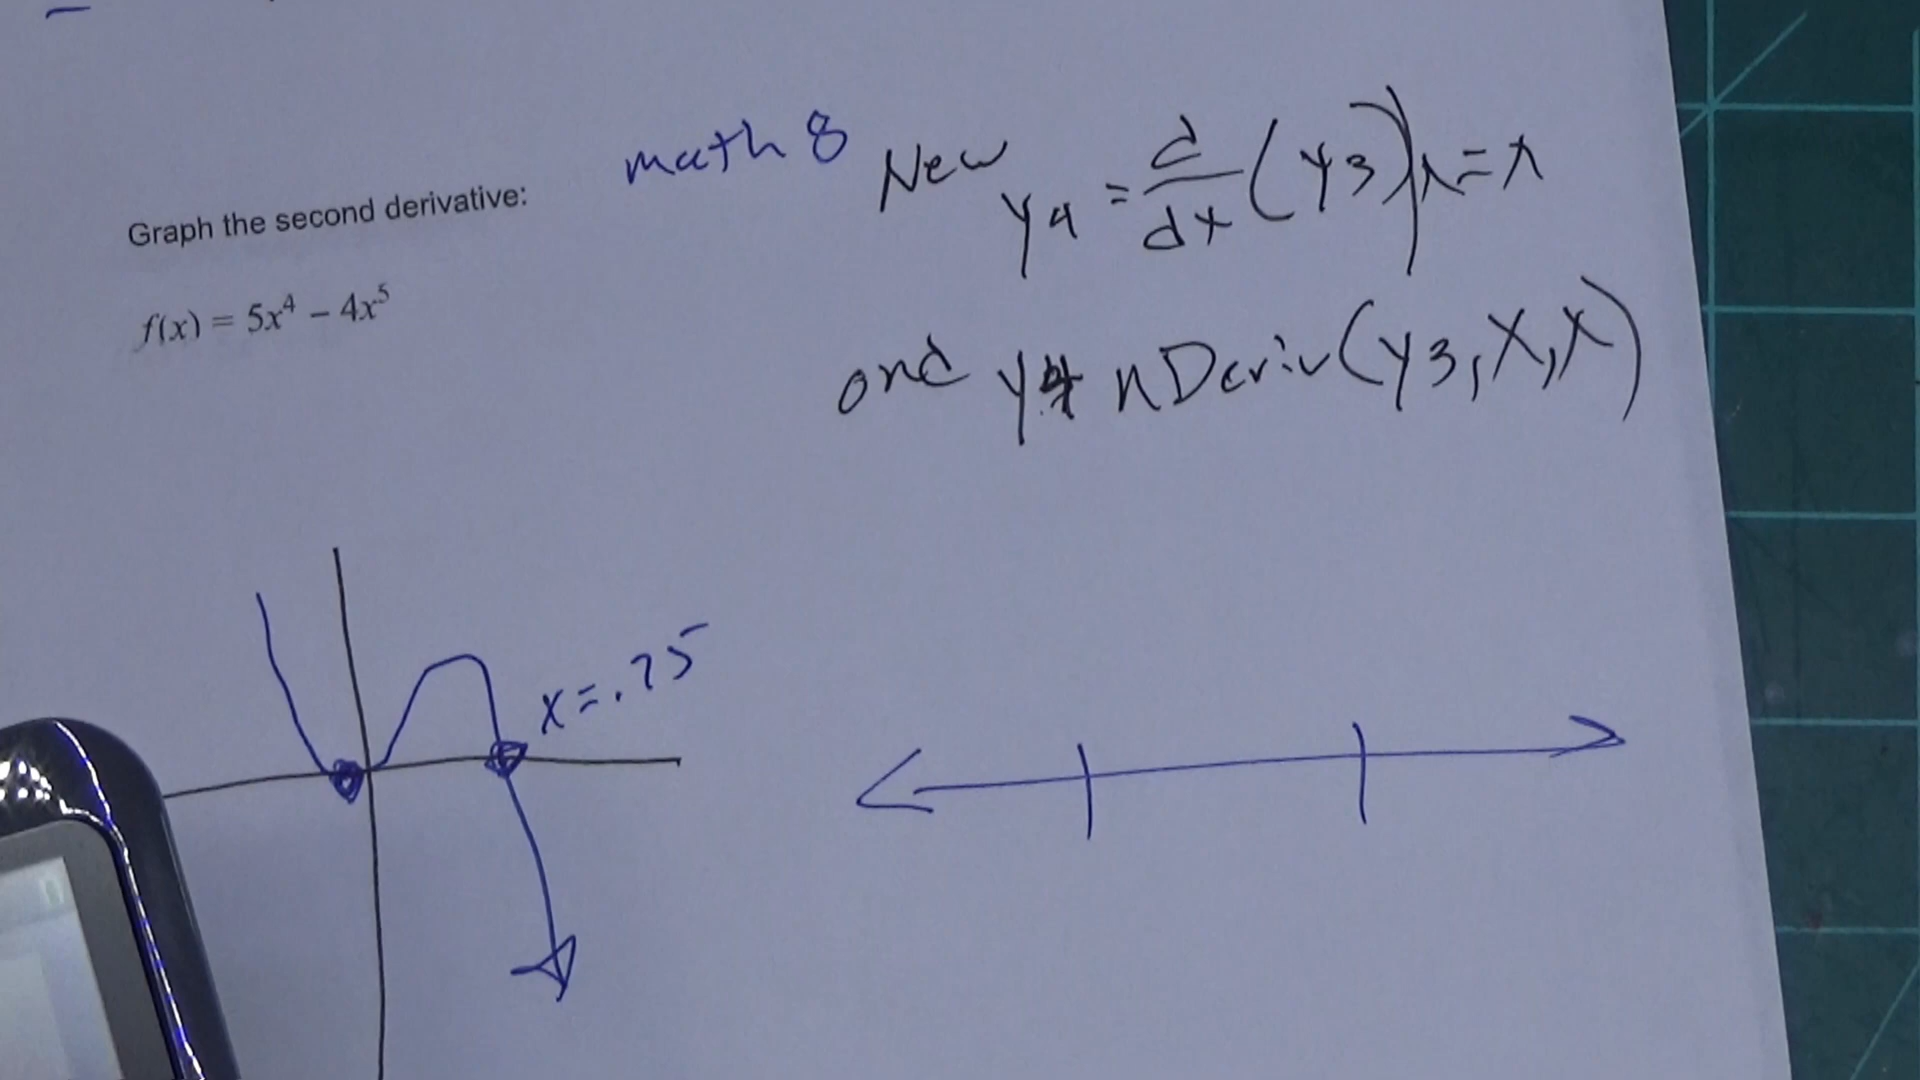 math 8
New y4 = d/dx (y3)|x=x
Graph the second derivative:
f(x) = 5x⁴ − 4x⁵
and y4 nDeriv(y3,X,X)
x=.75